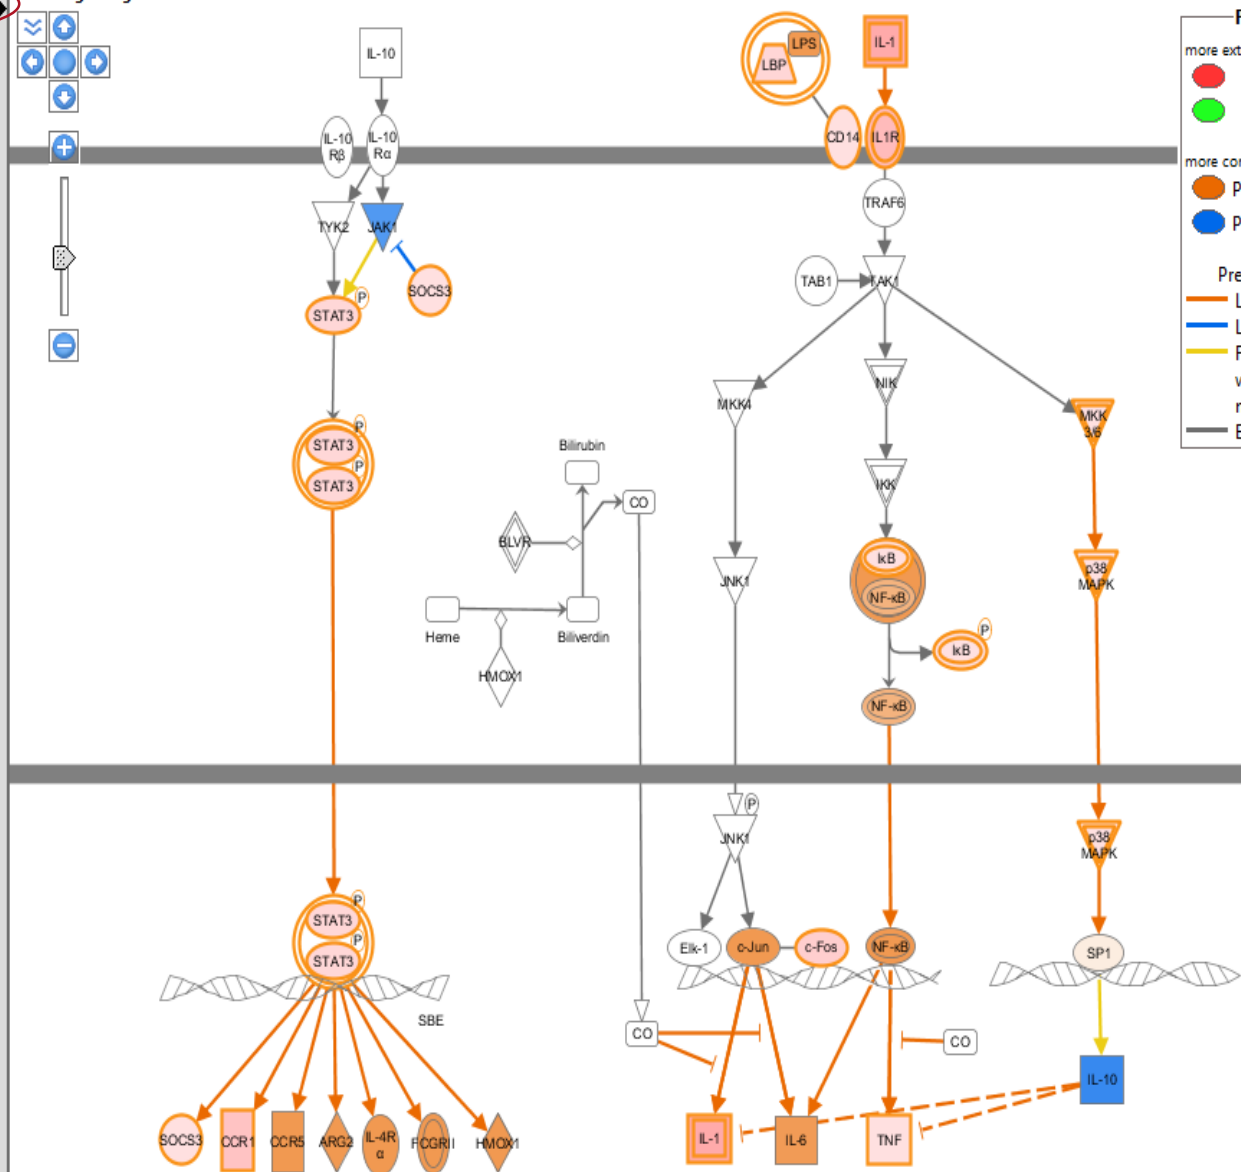 IL-10
LPS
LBP
IL-1
IL-10
Rβ
IL-10
Rα
CD14
IL1R
more ext
more con
P
P
Pre
L
L
F
v
r
E
TYK2
JAK1
SOCS3
STAT3
P
TRAF6
TAB1
TAK1
MKK4
NIK
MKK
3/6
STAT3
P
STAT3
P
Bilirubin
CO
BLVR
IKK
IκB
NF-κB
p38
MAPK
JNK1
Heme
Biliverdin
HMOX1
IκB
P
NF-κB
JNK1
P
p38
MAPK
STAT3
P
STAT3
P
SBE
Elk-1
c-Jun
c-Fos
NF-κB
SP1
CO
CO
IL-10
SOCS3
CCR1
CCR5
ARG2
IL-4R
α
FCGRII
HMOX1
IL-1
IL-6
TNF